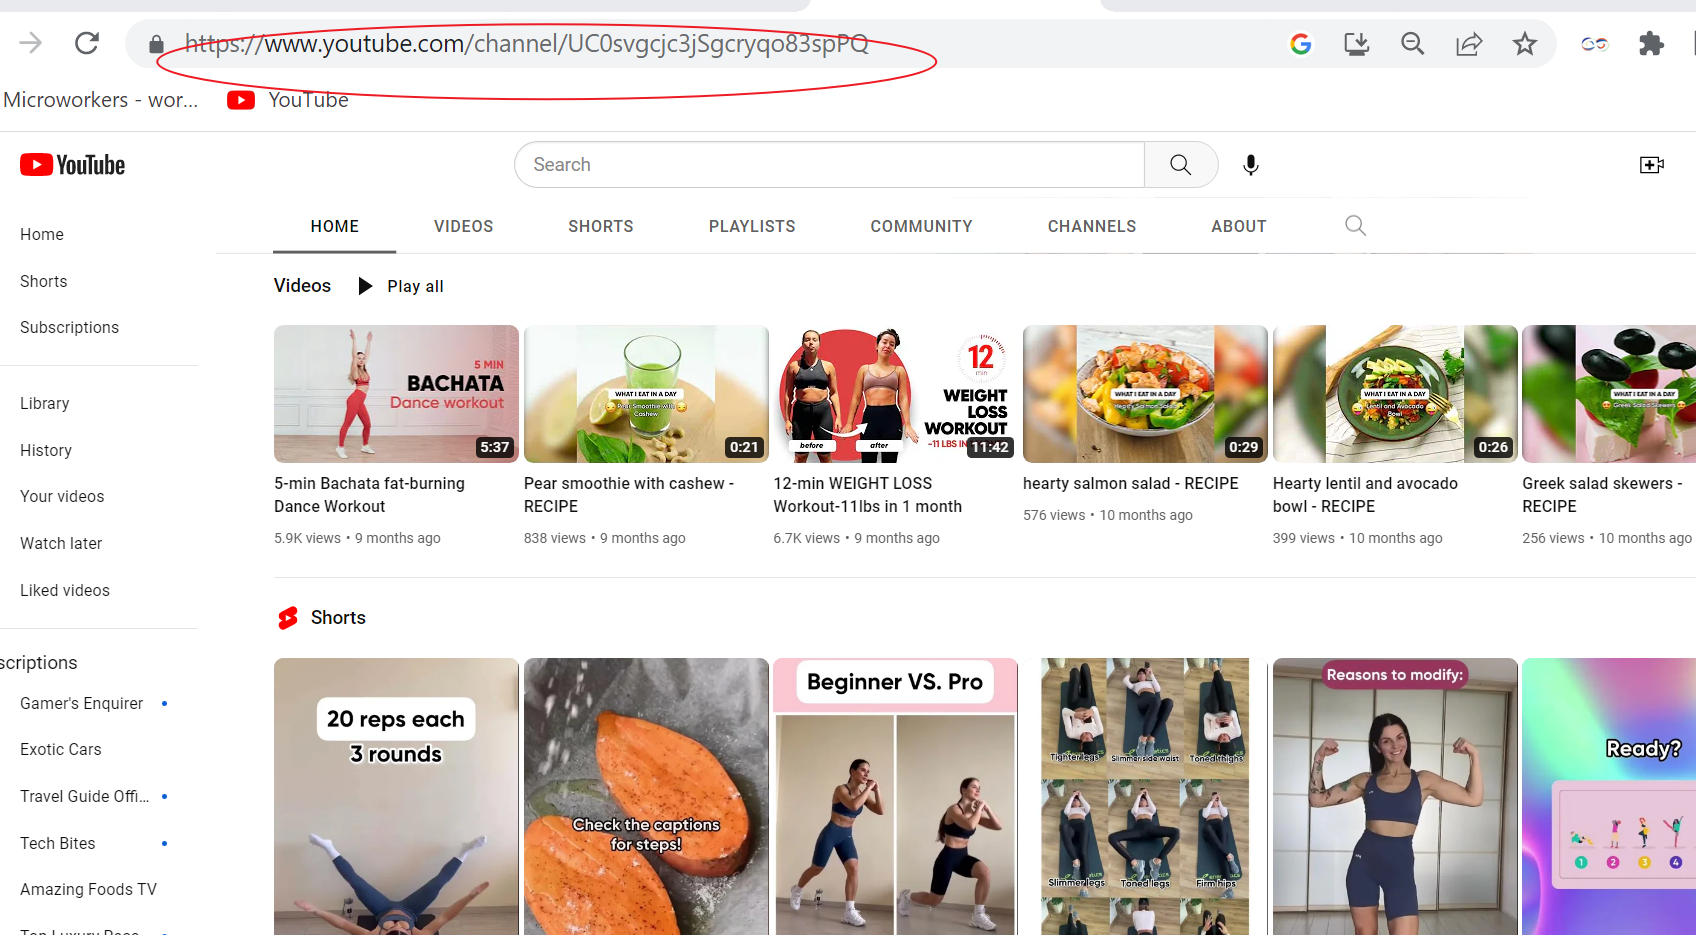 https://www.youtube.com/channel/UC0svgcjc3jSgcryqo83spPQ
Microworkers - wor...
YouTube
YouTube
Search
Home
Shorts
Subscriptions
Library
History
Your videos
Watch later
Liked videos
scriptions
Gamer's Enquirer
Exotic Cars
Travel Guide Offi...
Tech Bites
Amazing Foods TV
HOME
VIDEOS
SHORTS
PLAYLISTS
COMMUNITY
CHANNELS
ABOUT
Videos
Play all
5 MIN
BACHATA
Dance workout
5:37
5-min Bachata fat-burning
Dance Workout
5.9K views • 9 months ago
WHAT I EAT IN A DAY
Pear Smoothie with
Cashew
0:21
Pear smoothie with cashew -
RECIPE
838 views • 9 months ago
12
min
WEIGHT
LOSS
WORKOUT
-11 LBS IN
before
after
11:42
12-min WEIGHT LOSS
Workout-11lbs in 1 month
6.7K views • 9 months ago
WHAT I EAT IN A DAY
Hearty Salmon Salad
0:29
hearty salmon salad - RECIPE
576 views • 10 months ago
WHAT I EAT IN A DAY
Lentil and Avocado
Bowl
0:26
Hearty lentil and avocado
bowl - RECIPE
399 views • 10 months ago
WHAT I EAT IN A DAY
Greek Salad Skewers
Greek salad skewers -
RECIPE
256 views • 10 months ago
Shorts
20 reps each
3 rounds
Check the captions
for steps!
Beginner VS. Pro
Tighter legs
Slimmer side waist
Toned thighs
Slimmer legs
Toned legs
Firm hips
Reasons to modify:
Ready?
1
2
3
4